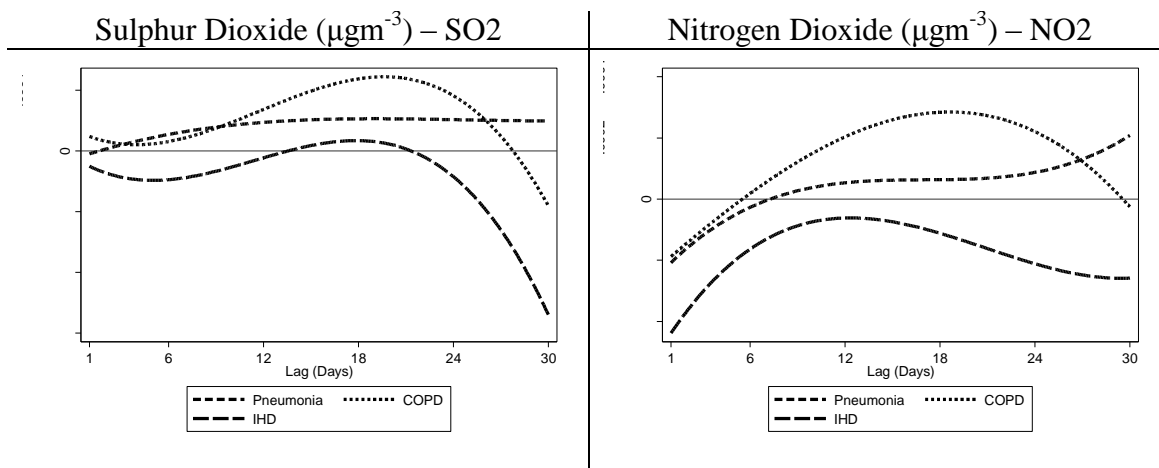 Sulphur Dioxide (μgm-3) – SO2
0
1 6 12 18 24 30
Lag (Days)
Pneumonia COPD
IHD
Nitrogen Dioxide (μgm-3) – NO2
0
1 6 12 18 24 30
Lag (Days)
Pneumonia COPD
IHD